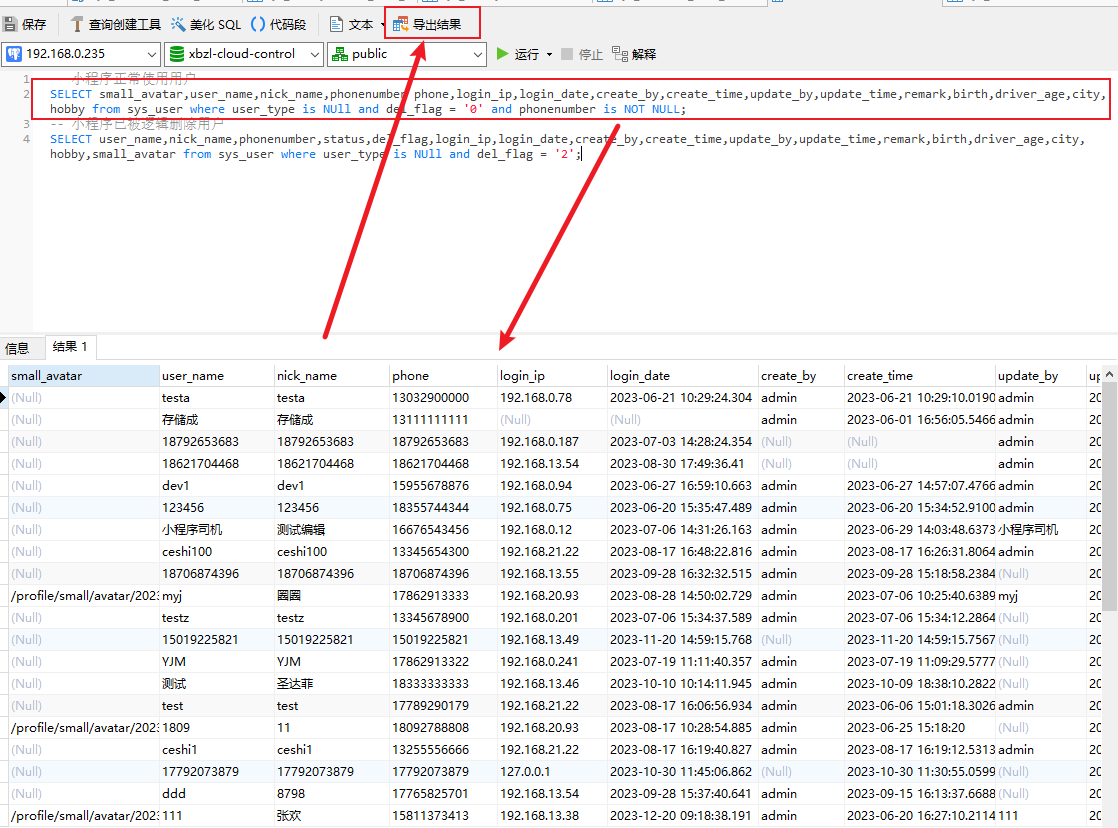 保存 查询创建工具 美化 SQL () 代码段 文本 导出结果
192.168.0.235 xbzl-cloud-control public 运行 停止 解释
1 小程序正常使用用户
2 SELECT small_avatar,user_name,nick_name,phonenumber phone,login_ip,login_date,create_by,create_time,update_by,update_time,remark,birth,driver_age,city,
hobby from sys_user where user_type is NUll and del_flag = '0' and phonenumber is NOT NULL;
3 -- 小程序已被逻辑删除用户
4 SELECT user_name,nick_name,phonenumber,status,del_flag,login_ip,login_date,create_by,create_time,update_by,update_time,remark,birth,driver_age,city,
hobby,small_avatar from sys_user where user_type is NUll and del_flag = '2';
信息 结果 1
small_avatar user_name nick_name phone login_ip login_date create_by create_time update_by
(Null) testa testa 13032900000 192.168.0.78 2023-06-21 10:29:24.304 admin 2023-06-21 10:29:10.0190 admin 20
(Null) 存储成 存储成 13111111111 (Null) (Null) admin 2023-06-01 16:56:05.5466 admin 20
(Null) 18792653683 18792653683 18792653683 192.168.0.187 2023-07-03 14:28:24.354 (Null) (Null) admin 20
(Null) 18621704468 18621704468 18621704468 192.168.13.54 2023-08-30 17:49:36.41 (Null) (Null) admin 20
(Null) dev1 dev1 15955678876 192.168.0.94 2023-06-27 16:59:10.663 admin 2023-06-27 14:57:07.4766 admin 20
(Null) 123456 123456 18355744344 192.168.0.75 2023-06-20 15:35:47.489 admin 2023-06-20 15:34:52.9100 admin 20
(Null) 小程序司机 测试编辑 16676543456 192.168.0.12 2023-07-06 14:31:26.163 admin 2023-06-29 14:03:48.6373 小程序司机 20
(Null) ceshi100 ceshi100 13345654300 192.168.21.22 2023-08-17 16:48:22.816 admin 2023-08-17 16:26:31.8064 admin 20
(Null) 18706874396 18706874396 18706874396 192.168.13.55 2023-09-28 16:32:32.515 admin 2023-09-28 15:18:58.2384 (Null) 20
/profile/small/avatar/2023 myj 圈圈 17862913333 192.168.20.93 2023-08-28 14:50:02.729 admin 2023-07-06 10:25:40.6389 myj 20
(Null) testz testz 13345678900 192.168.0.201 2023-07-06 15:34:37.589 admin 2023-07-06 15:34:12.2864 (Null) 20
(Null) 15019225821 15019225821 15019225821 192.168.13.49 2023-11-20 14:59:15.768 (Null) 2023-11-20 14:59:15.7567 (Null) 20
(Null) YJM YJM 17862913322 192.168.0.241 2023-07-19 11:11:40.357 admin 2023-07-19 11:09:29.5777 (Null) 20
(Null) 测试 圣达菲 18333333333 192.168.13.46 2023-10-10 10:14:11.945 admin 2023-10-09 18:38:10.2822 (Null) 20
(Null) test test 17789290179 192.168.21.22 2023-08-17 16:06:56.934 admin 2023-06-06 15:01:18.3026 admin 20
/profile/small/avatar/2023 1809 11 18092788808 192.168.20.93 2023-08-17 10:28:54.885 admin 2023-06-25 15:18:20 (Null) 20
(Null) ceshi1 ceshi1 13255556666 192.168.21.22 2023-08-17 16:19:40.827 admin 2023-08-17 16:19:12.5313 admin 20
(Null) 17792073879 17792073879 17792073879 127.0.0.1 2023-10-30 11:45:06.862 (Null) 2023-10-30 11:30:55.0599 (Null) 20
(Null) ddd 8798 17765825701 192.168.13.54 2023-09-28 15:37:40.641 admin 2023-09-15 16:13:37.6688 (Null) 20
/profile/small/avatar/2023 111 张欢 15811373413 192.168.13.38 2023-12-20 09:18:38.191 admin 2023-06-20 16:27:10.2114 111 20